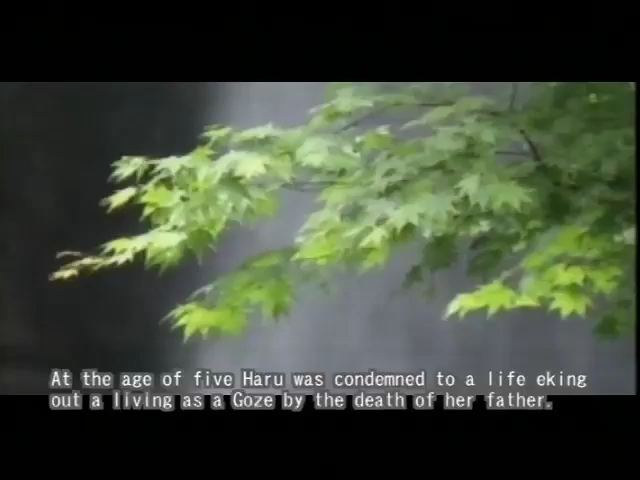 At the age of five Haru was condemned to a life eking
out a living as a Goze by the death of her father.